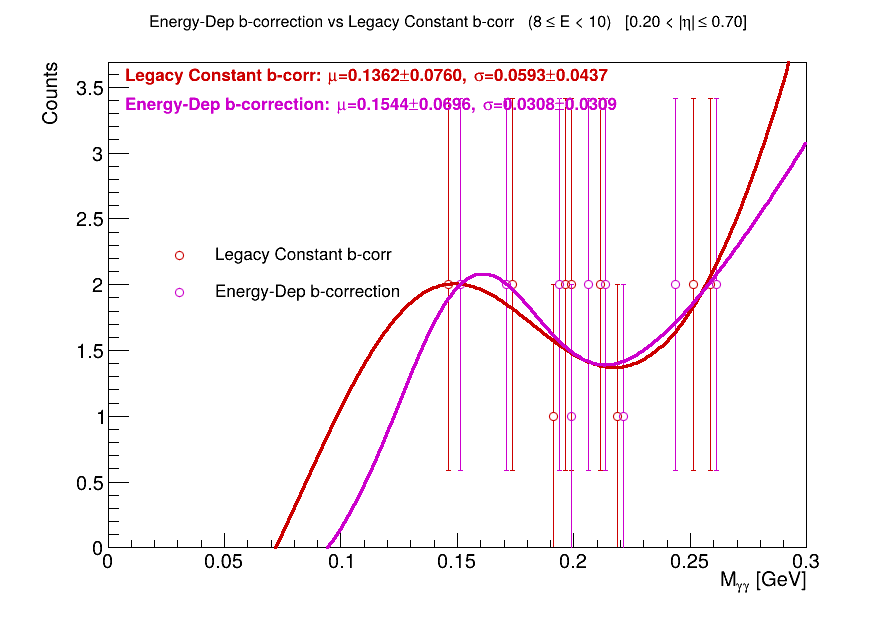 Energy-Dep b-correction vs Legacy Constant b-corr (8 ≤ E < 10) [0.20 < |η| ≤ 0.70]
Counts
Legacy Constant b-corr: μ=0.1362±0.0760, σ=0.0593±0.0437
Energy-Dep b-correction: μ=0.1544±0.0696, σ=0.0308±0.0309
3.5
3
2.5
2
1.5
1
0.5
0
Legacy Constant b-corr
Energy-Dep b-correction
0 0.05 0.1 0.15 0.2 0.25 0.3
Mγγ [GeV]